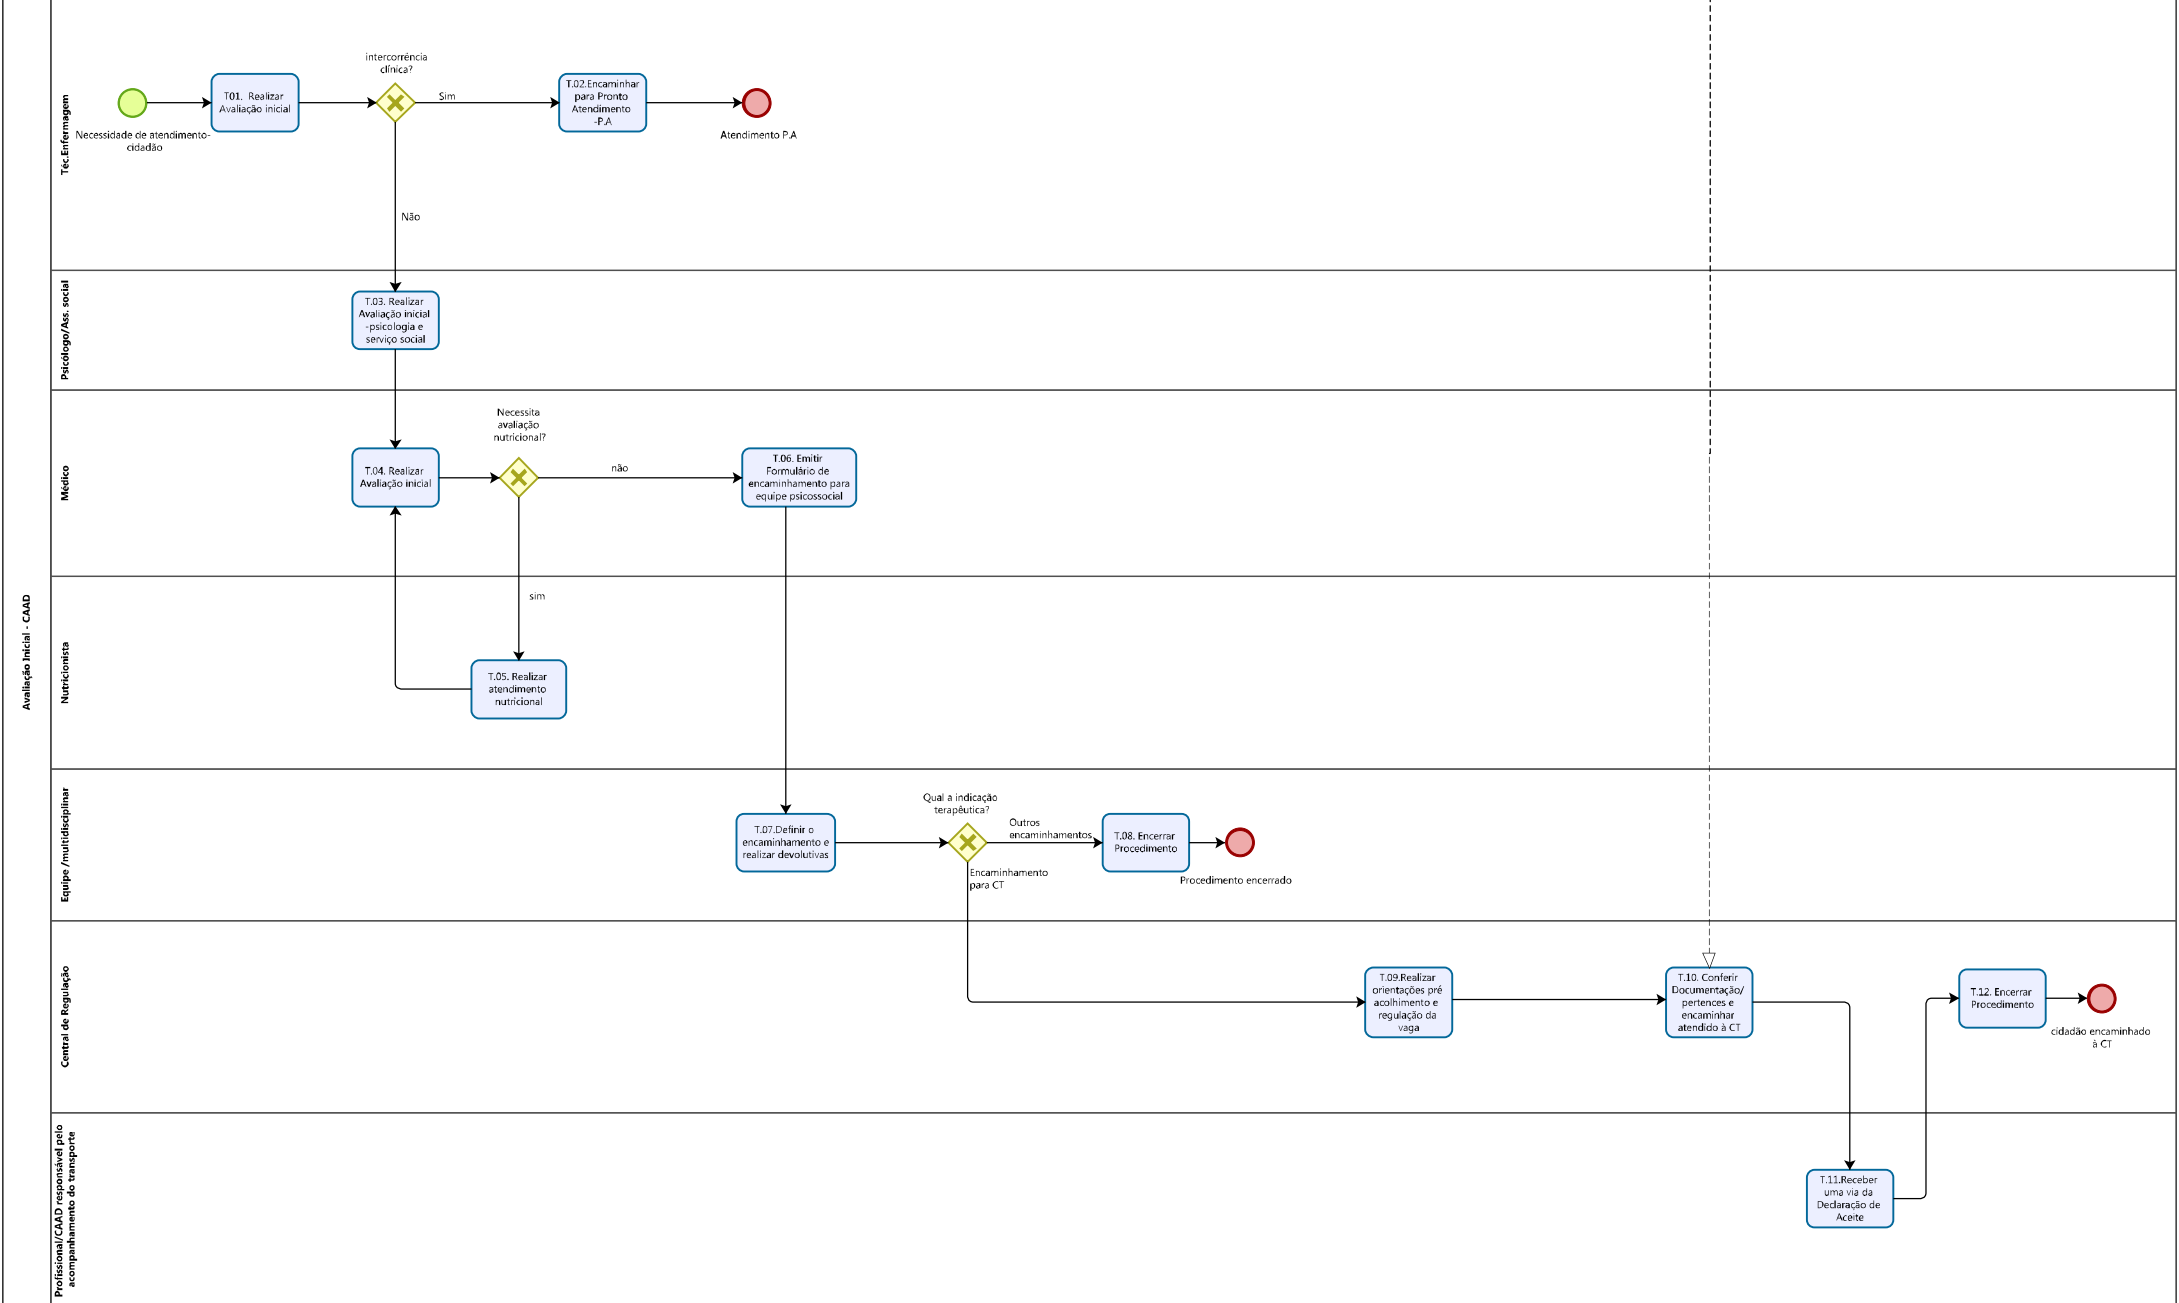 Avaliação Inicial - CAAD
Téc.Enfermagem
Necessidade de atendimento-
cidadão
T01. Realizar
Avaliação inicial
intercorrência
clínica?
Sim
Não
T.02.Encaminhar
para Pronto
Atendimento
-P.A
Atendimento P.A
Psicólogo/Ass. social
T.03. Realizar
Avaliação inicial
-psicologia e
serviço social
Médico
T.04. Realizar
Avaliação inicial
Necessita
avaliação
nutricional?
não
sim
T.06. Emitir
Formulário de
encaminhamento para
equipe psicossocial
Nutricionista
T.05. Realizar
atendimento
nutricional
Equipe /multidisciplinar
T.07.Definir o
encaminhamento e
realizar devolutivas
Qual a indicação
terapêutica?
Outros
encaminhamentos
Encaminhamento
para CT
T.08. Encerrar
Procedimento
Procedimento encerrado
Central de Regulação
T.09.Realizar
orientações pré
acolhimento e
regulação da
vaga
T.10. Conferir
Documentação/
pertences e
encaminhar
atendido à CT
T.12. Encerrar
Procedimento
cidadão encaminhado
à CT
Profissional/CAAD responsável pelo
acompanhamento do transporte
T.11.Receber
uma via da
Declaração de
Aceite